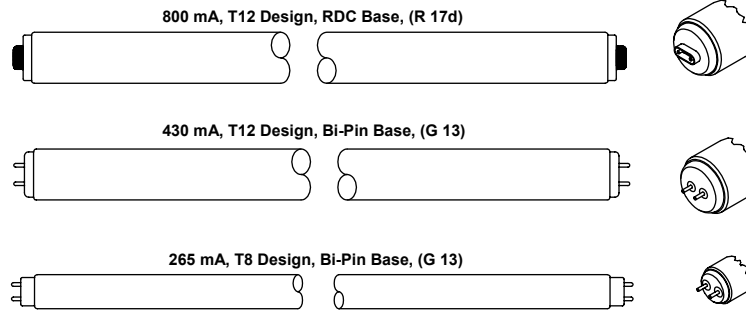 800 mA, T12 Design, RDC Base, (R 17d)
430 mA, T12 Design, Bi-Pin Base, (G 13)
265 mA, T8 Design, Bi-Pin Base, (G 13)